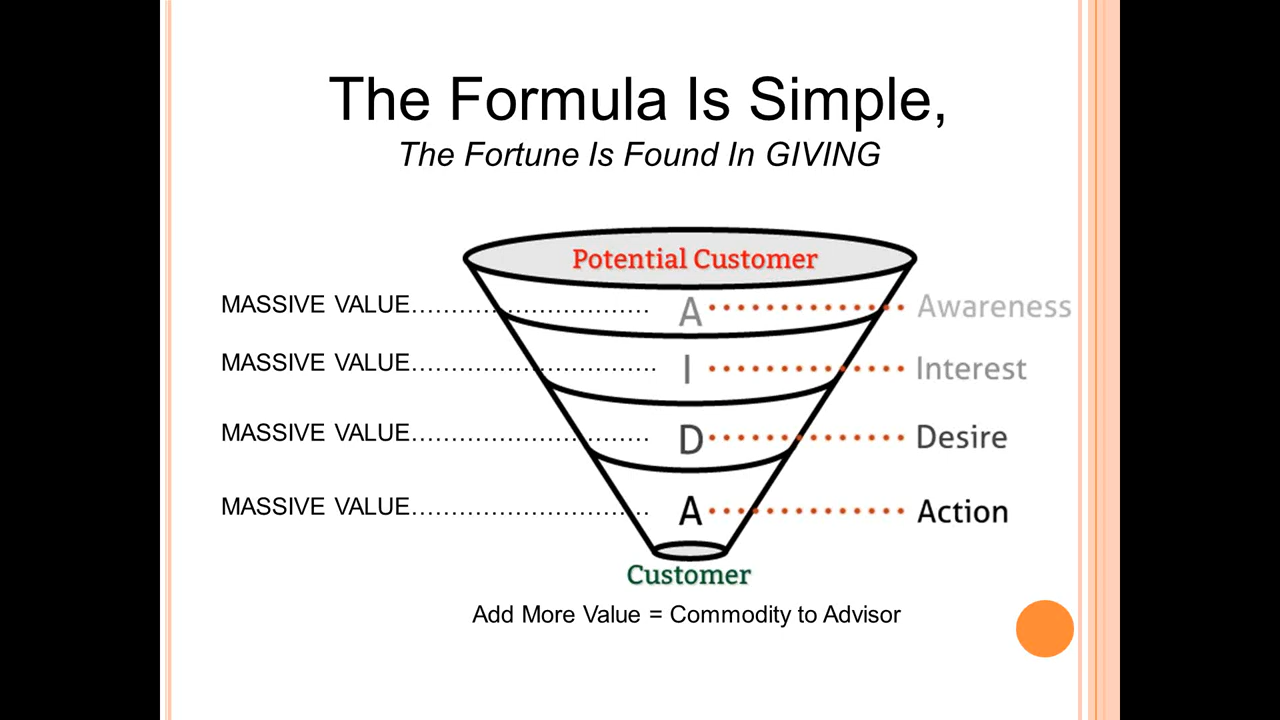 The Formula Is Simple,
The Fortune Is Found In GIVING
Potential Customer
MASSIVE VALUE.............................. A Awareness
MASSIVE VALUE............................... I Interest
MASSIVE VALUE.............................. D Desire
MASSIVE VALUE.............................. A Action
Customer
Add More Value = Commodity to Advisor